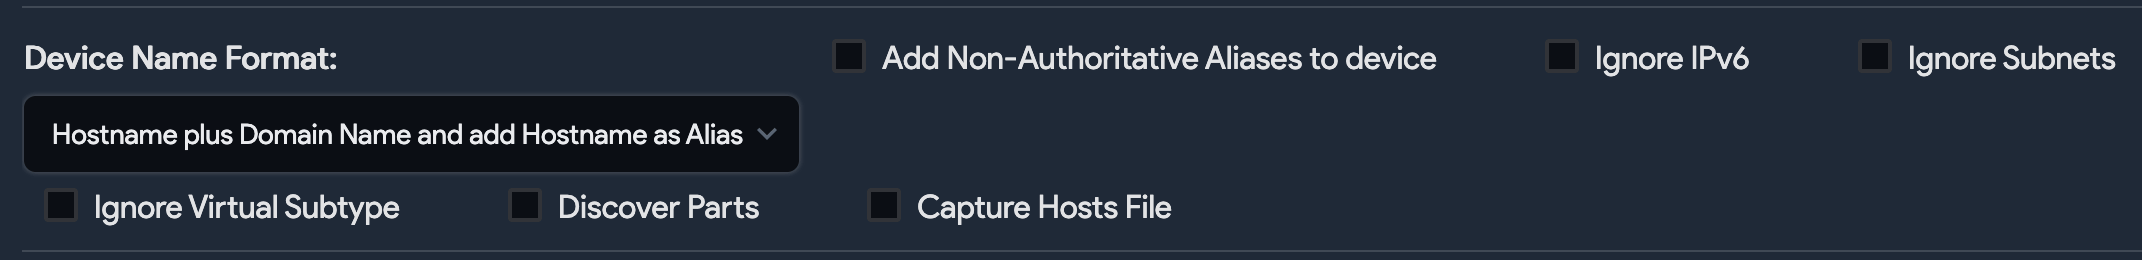 Device Name Format:
Add Non-Authoritative Aliases to device
Ignore IPv6
Ignore Subnets
Hostname plus Domain Name and add Hostname as Alias
Ignore Virtual Subtype
Discover Parts
Capture Hosts File